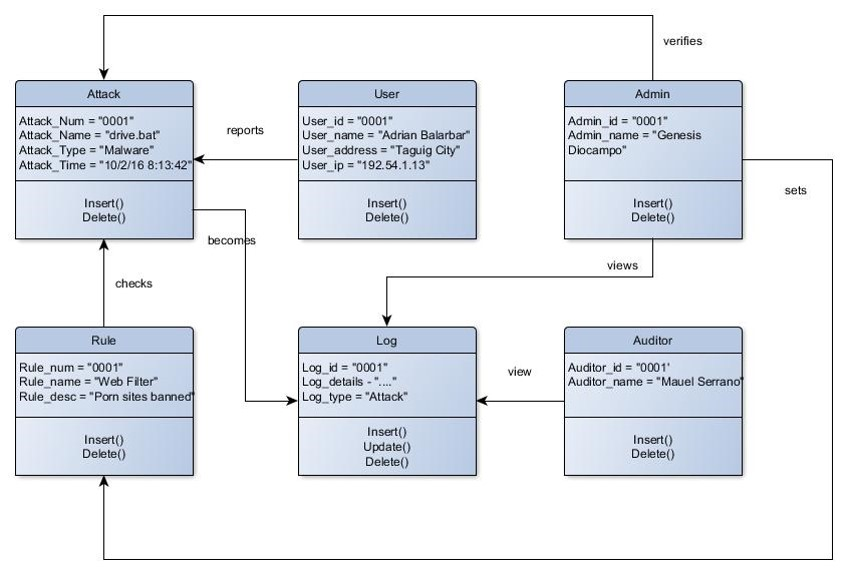 verifies
Attack
Attack_Num = "0001"
Attack_Name = "drive.bat"
Attack_Type = "Malware"
Attack_Time = "10/2/16 8:13:42"
Insert()
Delete()
reports
User
User_id = "0001"
User_name = "Adrian Balarbar"
User_address = "Taguig City"
User_ip = "192.54.1.13"
Insert()
Delete()
Admin
Admin_id = "0001"
Admin_name = "Genesis
Diocampo"
Insert()
Delete()
sets
becomes
views
checks
Rule
Rule_num = "0001"
Rule_name = "Web Filter"
Rule_desc = "Porn sites banned"
Insert()
Delete()
Log
Log_id = "0001"
Log_details - "...."
Log_type = "Attack"
Insert()
Update()
Delete()
view
Auditor
Auditor_id = "0001'
Auditor_name = "Mauel Serrano"
Insert()
Delete()